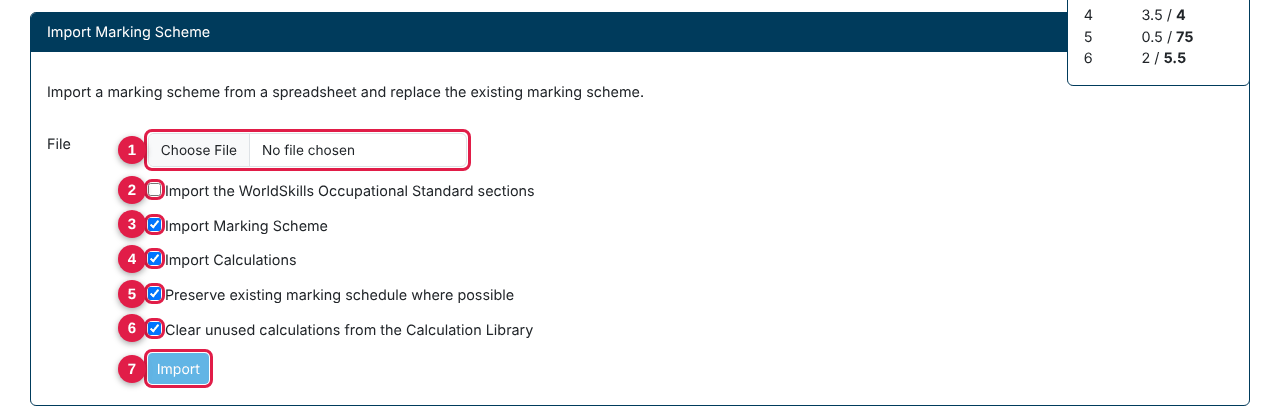 Import Marking Scheme
4 3.5 / 4
5 0.5 / 75
6 2 / 5.5
Import a marking scheme from a spreadsheet and replace the existing marking scheme.
File
1 Choose File No file chosen
2 Import the WorldSkills Occupational Standard sections
3 Import Marking Scheme
4 Import Calculations
5 Preserve existing marking schedule where possible
6 Clear unused calculations from the Calculation Library
7 Import